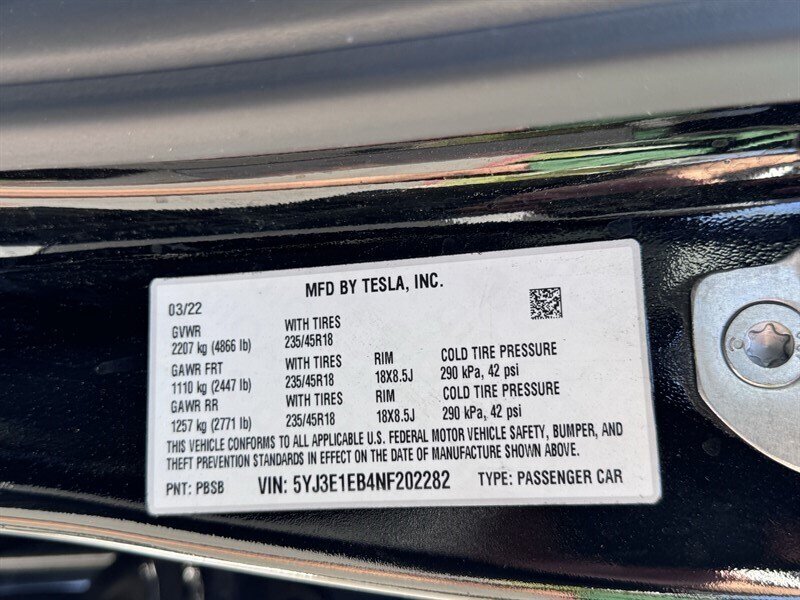 MFD BY TESLA, INC.
03/22
GVWR WITH TIRES
2207 kg (4866 lb) 235/45R18
GAWR FRT WITH TIRES RIM COLD TIRE PRESSURE
1110 kg (2447 lb) 235/45R18 18X8.5J 290 kPa, 42 psi
GAWR RR WITH TIRES RIM COLD TIRE PRESSURE
1257 kg (2771 lb) 235/45R18 18X8.5J 290 kPa, 42 psi
THIS VEHICLE CONFORMS TO ALL APPLICABLE U.S. FEDERAL MOTOR VEHICLE SAFETY, BUMPER, AND
THEFT PREVENTION STANDARDS IN EFFECT ON THE DATE OF MANUFACTURE SHOWN ABOVE.
PNT: PBSB VIN: 5YJ3E1EB4NF202282 TYPE: PASSENGER CAR